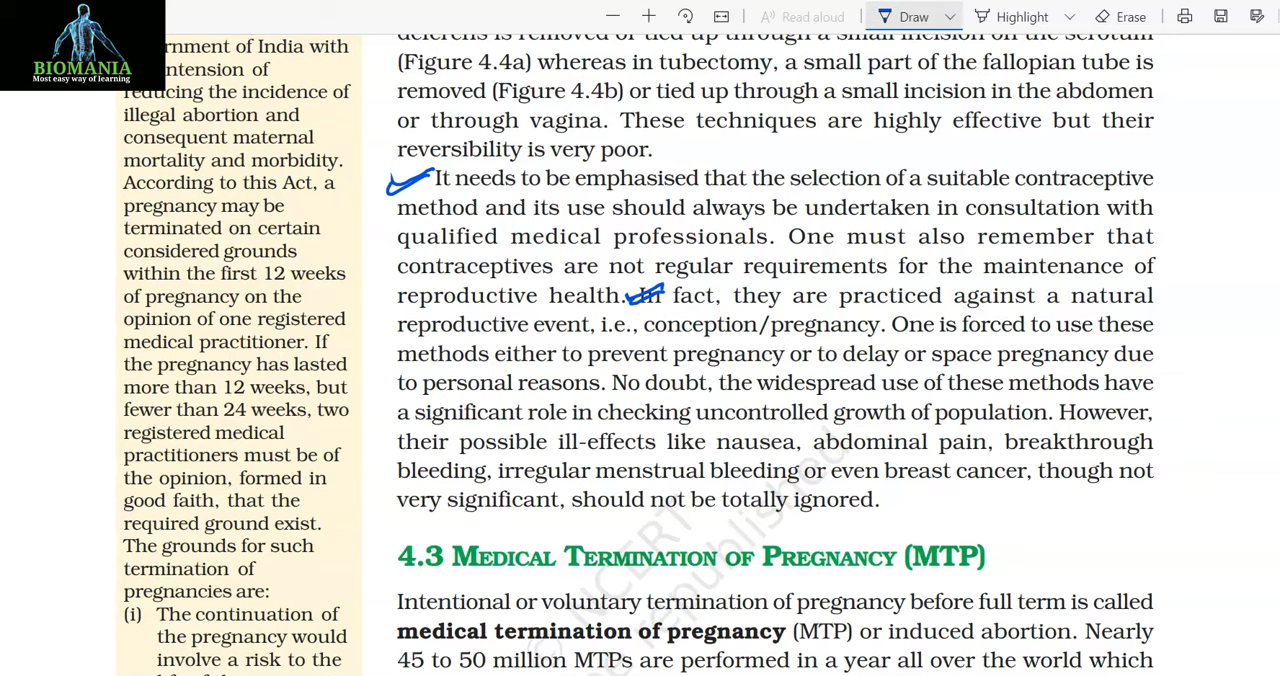 Read aloud
Draw
Highlight
Erase
BIOMANIA
Most easy way of learning
ernment of India with
intension of
reducing the incidence of
illegal abortion and
consequent maternal
mortality and morbidity.
According to this Act, a
pregnancy may be
terminated on certain
considered grounds
within the first 12 weeks
of pregnancy on the
opinion of one registered
medical practitioner. If
the pregnancy has lasted
more than 12 weeks, but
fewer than 24 weeks, two
registered medical
practitioners must be of
the opinion, formed in
good faith, that the
required ground exist.
The grounds for such
termination of
pregnancies are:
(i) The continuation of
the pregnancy would
involve a risk to the
deferens is removed or tied up through a small incision on the scrotum
(Figure 4.4a) whereas in tubectomy, a small part of the fallopian tube is
removed (Figure 4.4b) or tied up through a small incision in the abdomen
or through vagina. These techniques are highly effective but their
reversibility is very poor.
It needs to be emphasised that the selection of a suitable contraceptive
method and its use should always be undertaken in consultation with
qualified medical professionals. One must also remember that
contraceptives are not regular requirements for the maintenance of
reproductive health. In fact, they are practiced against a natural
reproductive event, i.e., conception/pregnancy. One is forced to use these
methods either to prevent pregnancy or to delay or space pregnancy due
to personal reasons. No doubt, the widespread use of these methods have
a significant role in checking uncontrolled growth of population. However,
their possible ill-effects like nausea, abdominal pain, breakthrough
bleeding, irregular menstrual bleeding or even breast cancer, though not
very significant, should not be totally ignored.
4.3 MEDICAL TERMINATION OF PREGNANCY (MTP)
Intentional or voluntary termination of pregnancy before full term is called
medical termination of pregnancy (MTP) or induced abortion. Nearly
45 to 50 million MTPs are performed in a year all over the world which
© NCERT
republished